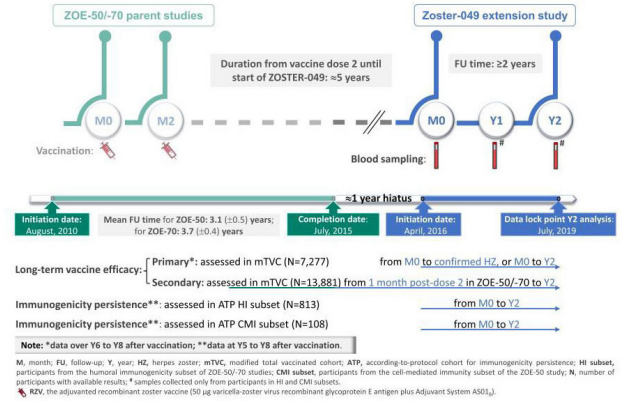 ZOE-50/-70 parent studies
Zoster-049 extension study
Duration from vaccine dose 2 until
start of ZOSTER-049: ≈5 years
FU time: ≥2 years
M0
M2
M0
Y1
Y2
Vaccination:
Blood sampling:
#
#
≈1 year hiatus
Initiation date:
August, 2010
Mean FU time for ZOE-50: 3.1 (±0.5) years;
for ZOE-70: 3.7 (±0.4) years
Completion date:
July, 2015
Initiation date:
April, 2016
Data lock point Y2 analysis:
July, 2019
Long-term vaccine efficacy:
Primary*: assessed in mTVC (N=7,277)
from M0 to confirmed HZ, or M0 to Y2
Secondary: assessed in mTVC (N=13,881) from 1 month post-dose 2 in ZOE-50/-70 to Y2
Immunogenicity persistence**: assessed in ATP HI subset (N=813)
from M0 to Y2
Immunogenicity persistence**: assessed in ATP CMI subset (N=108)
from M0 to Y2
Note: *data over Y6 to Y8 after vaccination; **data at Y5 to Y8 after vaccination.
M, month; FU, follow-up; Y, year; HZ, herpes zoster; mTVC, modified total vaccinated cohort; ATP, according-to-protocol cohort for immunogenicity persistence; HI subset,
participants from the humoral immunogenicity subset of ZOE-50/-70 studies; CMI subset, participants from the cell-mediated immunity subset of the ZOE-50 study; N, number of
participants with available results; # samples collected only from participants in HI and CMI subsets.
RZV, the adjuvanted recombinant zoster vaccine (50 µg varicella-zoster virus recombinant glycoprotein E antigen plus Adjuvant System AS01B).